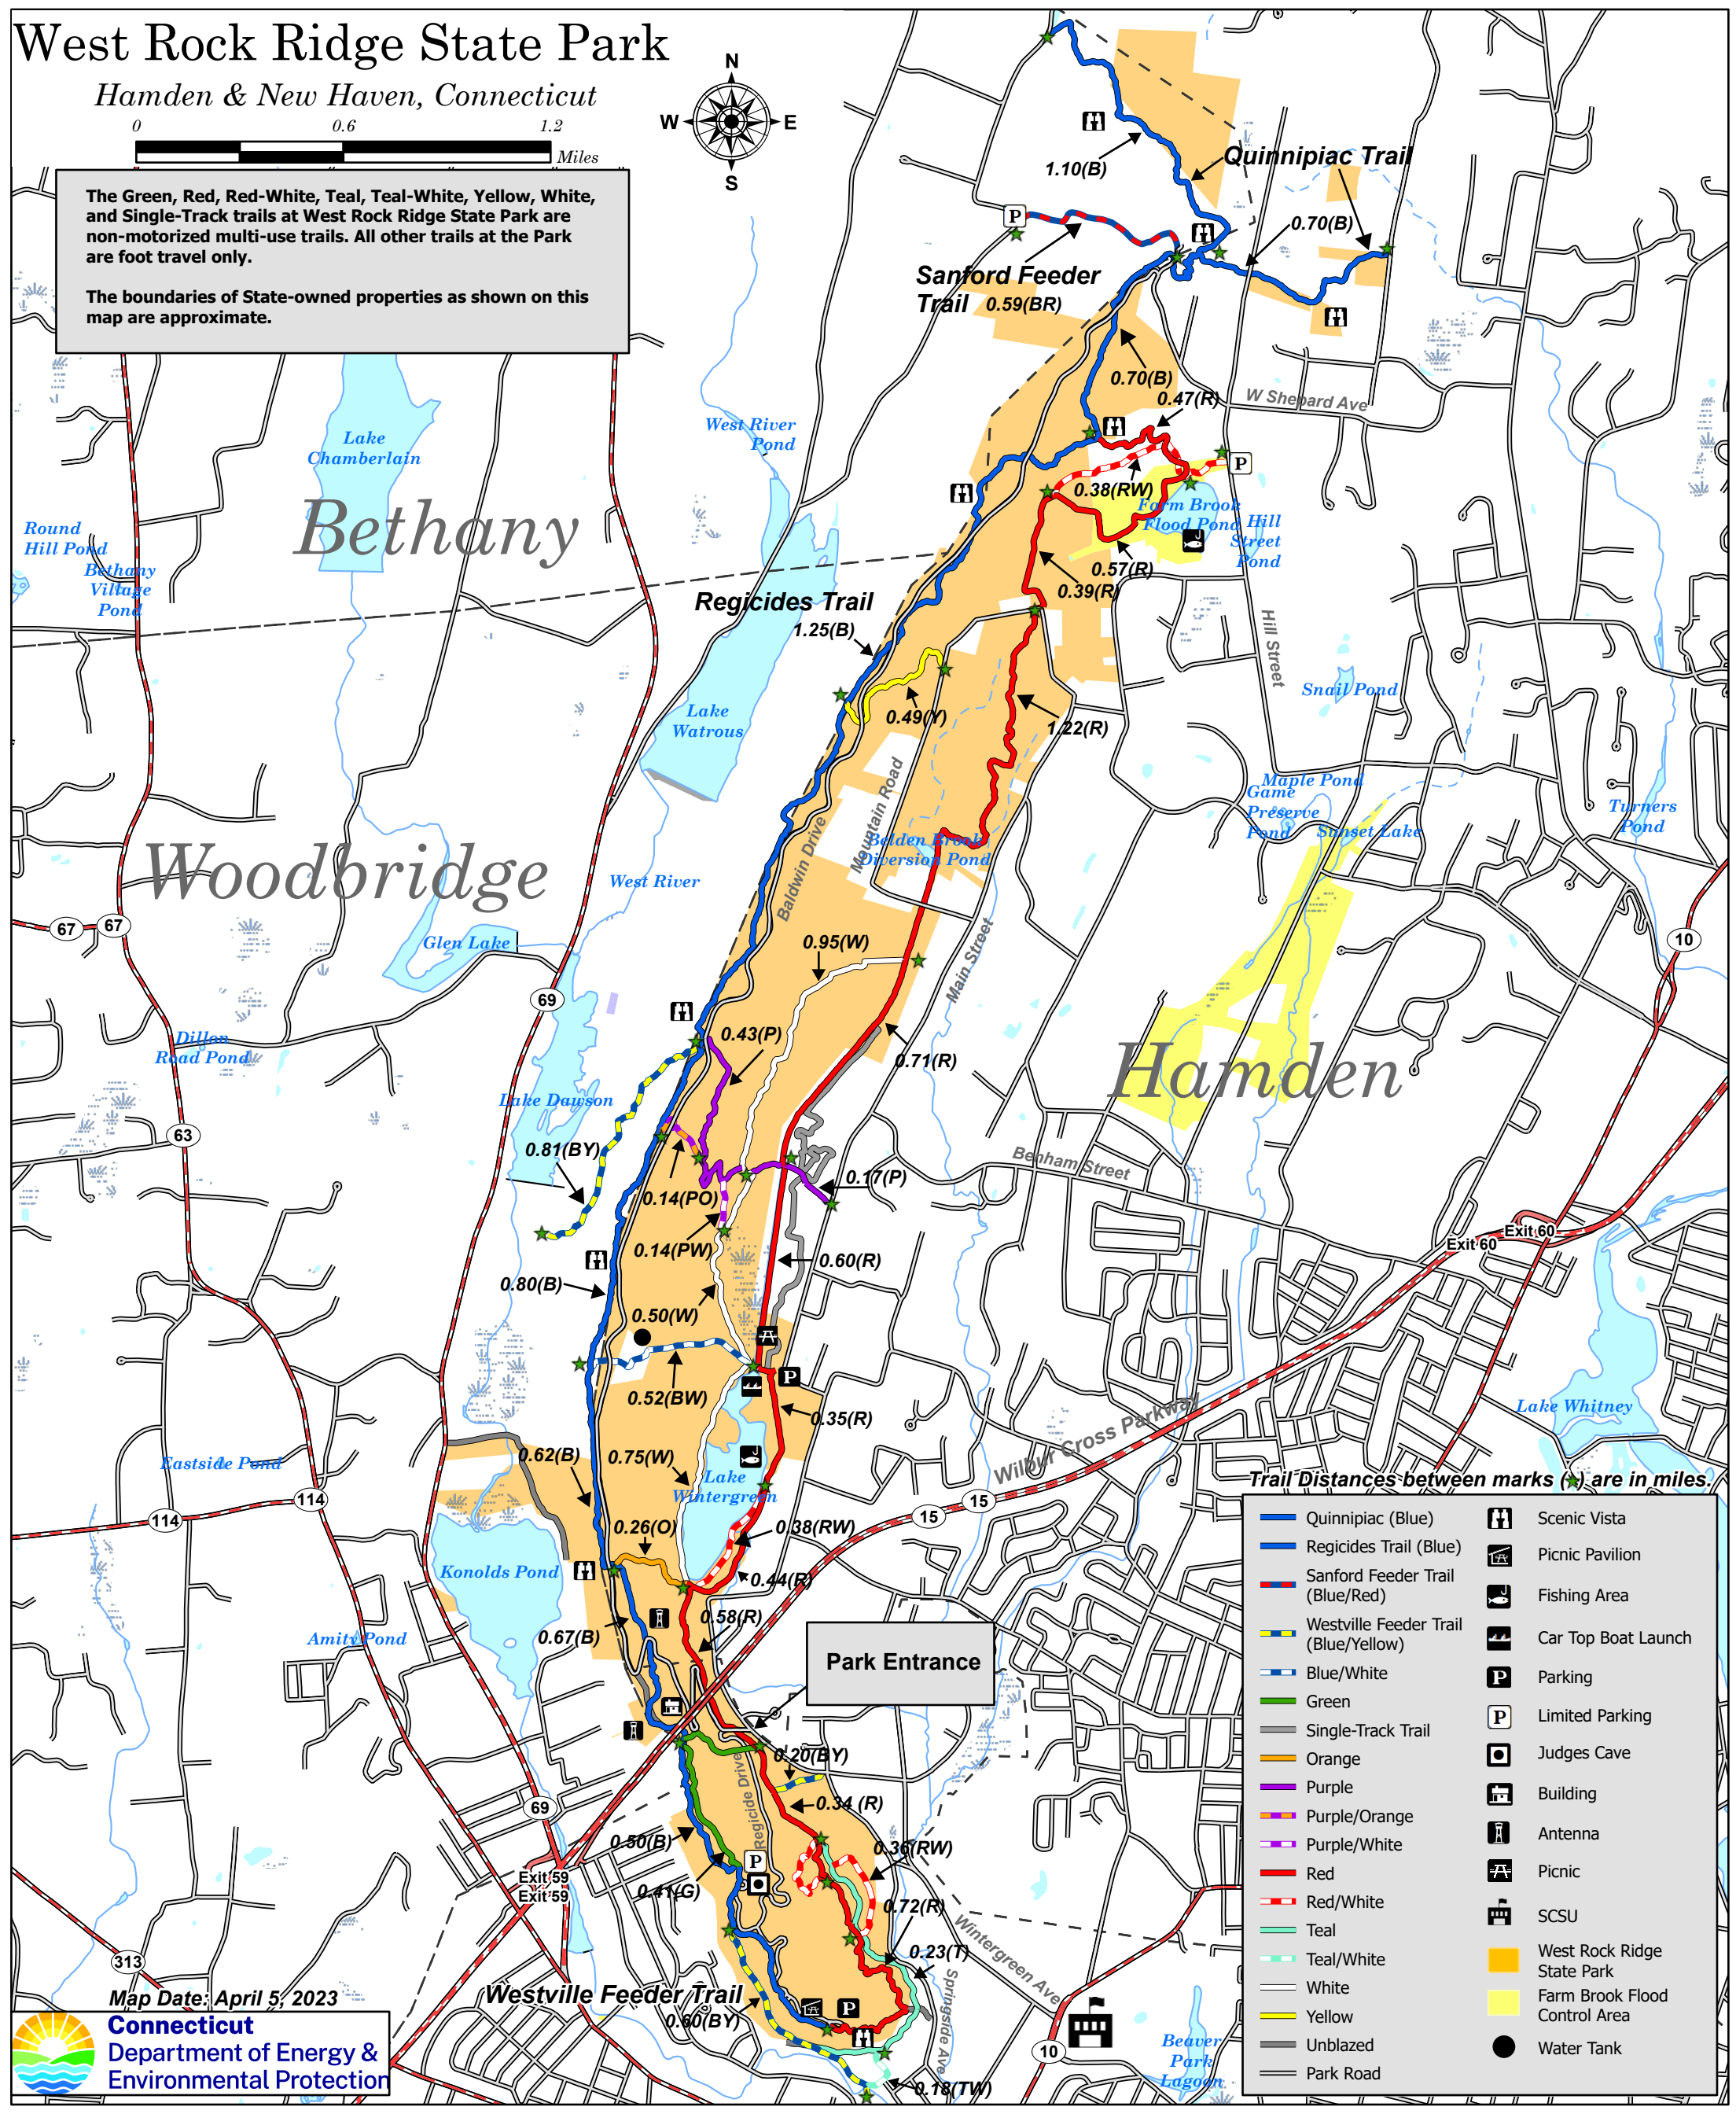 West Rock Ridge State Park
Hamden & New Haven, Connecticut
0 0.6 1.2
Miles
N
W E
S
The Green, Red, Red-White, Teal, Teal-White, Yellow, White,
and Single-Track trails at West Rock Ridge State Park are
non-motorized multi-use trails. All other trails at the Park
are foot travel only.
The boundaries of State-owned properties as shown on this
map are approximate.
1.10(B)
Quinnipiac Trail
P
0.70(B)
Sanford Feeder
Trail 0.59(BR)
0.70(B)
0.47(R)
W Shepard Ave
West River
Pond
Lake
Chamberlain
P
0.38(RW)
Farm Brook
Flood Pond
Hill
Street
Pond
Bethany
Round
Hill Pond
Bethany
Village
Pond
0.57(R)
0.39(R)
Regicides Trail
1.25(B)
Hill Street
Snail Pond
0.49(Y)
1.22(R)
Lake
Watrous
Mountain Road
Baldwin Drive
Maple Pond
Game
Preserve
Pond
Sunset Lake
Turners
Pond
Belden Brook
Diversion Pond
Woodbridge
West River
67
67
Glen Lake
0.95(W)
Main Street
10
69
Dillon
Road Pond
0.43(P)
0.71(R)
Hamden
Lake Dawson
63
0.81(BY)
Benham Street
0.14(PO)
0.17(P)
0.14(PW)
Exit 60
Exit 60
0.60(R)
0.80(B)
0.50(W)
P
0.52(BW)
0.35(R)
Lake Whitney
Wilbur Cross Parkway
0.62(B)
0.75(W)
Lake
Wintergreen
114
114
15
15
0.38(RW)
0.26(O)
Konolds Pond
0.44(R)
0.58(R)
Amity Pond
0.67(B)
Park Entrance
0.20(BY)
Regicide Drive
0.34 (R)
69
0.50(B)
P
0.36(RW)
Exit 59
Exit 59
0.41(G)
0.72(R)
Wintergreen Ave
0.23(T)
313
Westville Feeder Trail
0.60(BY)
P
Springside Ave
10
Beaver
Park
Lagoon
0.18(TW)
Map Date: April 5, 2023
Connecticut
Department of Energy &
Environmental Protection
Trail Distances between marks ( ) are in miles.
Quinnipiac (Blue)
Regicides Trail (Blue)
Sanford Feeder Trail
(Blue/Red)
Westville Feeder Trail
(Blue/Yellow)
Blue/White
Green
Single-Track Trail
Orange
Purple
Purple/Orange
Purple/White
Red
Red/White
Teal
Teal/White
White
Yellow
Unblazed
Park Road
Scenic Vista
Picnic Pavilion
Fishing Area
Car Top Boat Launch
P Parking
P Limited Parking
Judges Cave
Building
Antenna
Picnic
SCSU
West Rock Ridge
State Park
Farm Brook Flood
Control Area
Water Tank